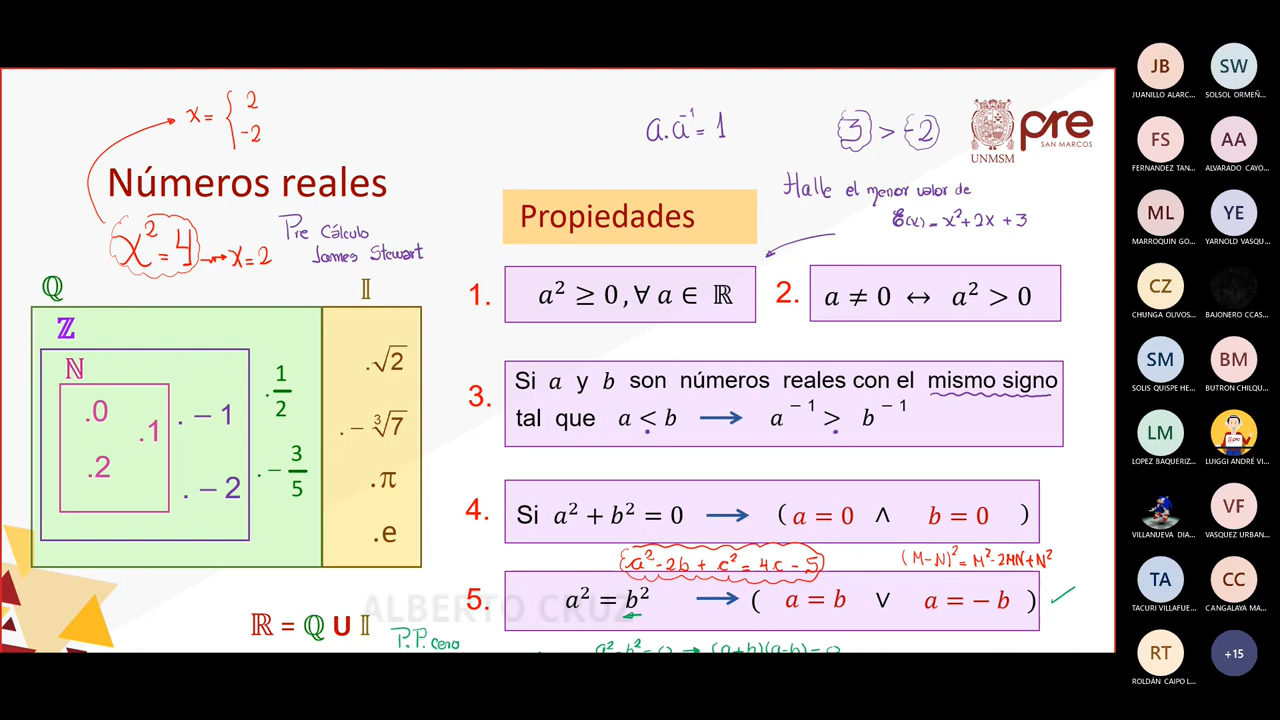 x = { 2
-2
a.a⁻¹ = 1
3 > -2
UNMSM
pre
SAN MARCOS
Números reales
Propiedades
Halle el menor valor de
E(x) = x² + 2x + 3
x² = 4 → x = 2
Pre Cálculo
James Stewart
ℚ
𝕀
ℤ
ℕ
.0
.1
.2
. – 1
. – 2
. 1/2
. – 3/5
.√2
. – ∛7
.π
.e
ℝ = ℚ U 𝕀
1. a² ≥ 0, ∀ a ∈ ℝ
2. a ≠ 0 ↔ a² > 0
3. Si a y b son números reales con el mismo signo
tal que a < b → a⁻¹ > b⁻¹
4. Si a² + b² = 0 → ( a = 0 ∧ b = 0 )
a² - 2b + c² = 4c - 5
(M-N)² = M² - 2MN + N²
5. a² = b² → ( a = b ∨ a = −b ) ✓
ALBERTO CRUZ
P.P. cero
a² - b² = 0 → (a+b)(a-b) = 0
JB
JUANILLO ALARC...
SW
SOLSOL ORMEÑ...
FS
FERNANDEZ TAN...
AA
ALVARADO CAYO...
ML
MARROQUIN GO...
YE
YARNOLD VASQU...
CZ
CHUNGA OLIVOS...
BAJONERO CCAS...
SM
SOLIS QUISPE HE...
BM
BUTRON CHILQU...
LM
LOPEZ BAQUERIZ...
LUIGGI ANDRÉ VI...
VILLANUEVA DIA...
VF
VASQUEZ URBAN...
TA
TACURI VILLAFUE...
CC
CANGALAYA MA...
RT
ROLDÁN CAIPO L...
+15